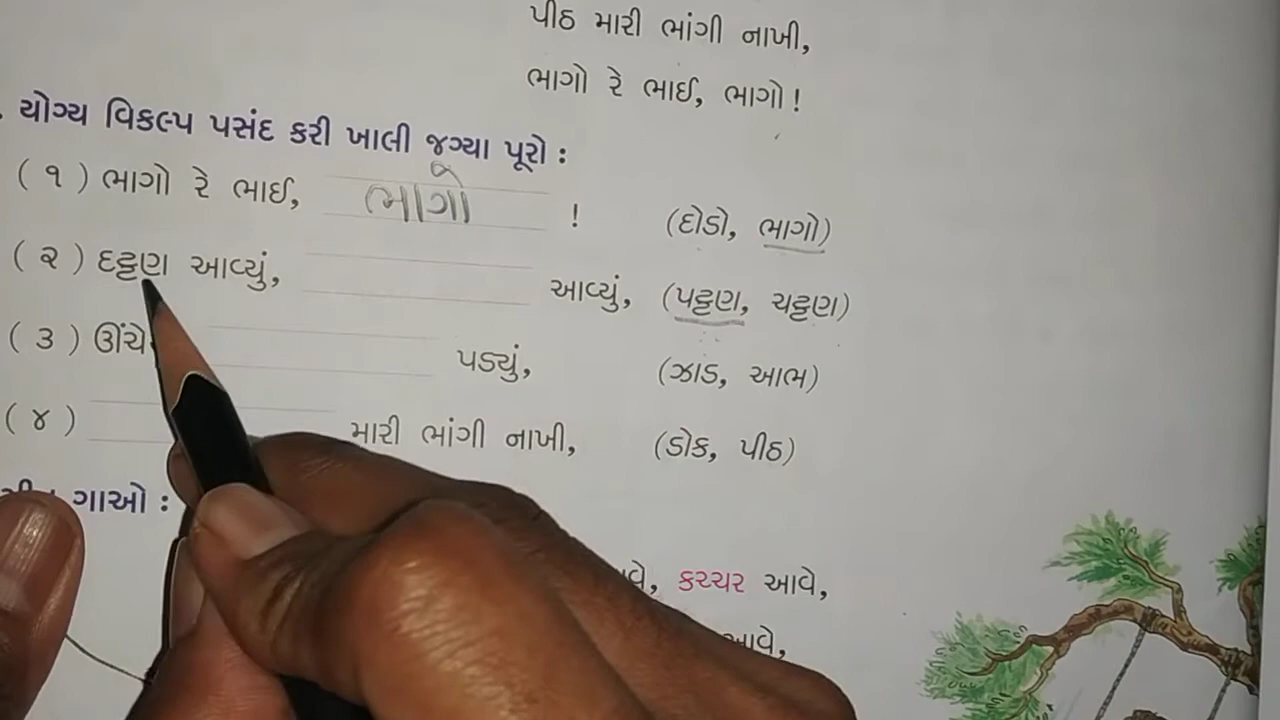 પીઠ મારી ભાંગી નાખી,
ભાગો રે ભાઈ, ભાગો!
યોગ્ય વિકલ્પ પસંદ કરી ખાલી જગ્યા પૂરો :
(૧) ભાગો રે ભાઈ, ભાગો ! (દોડો, ભાગો)
(૨) દટ્ટણ આવ્યું, આવ્યું, (પટ્ટણ, ચટ્ટણ)
(૩) ઊંચે પડ્યું, (ઝાડ, આભ)
(૪) મારી ભાંગી નાખી, (ડોક, પીઠ)
ગાઓ :
કચ્ચર આવે,
આવે,